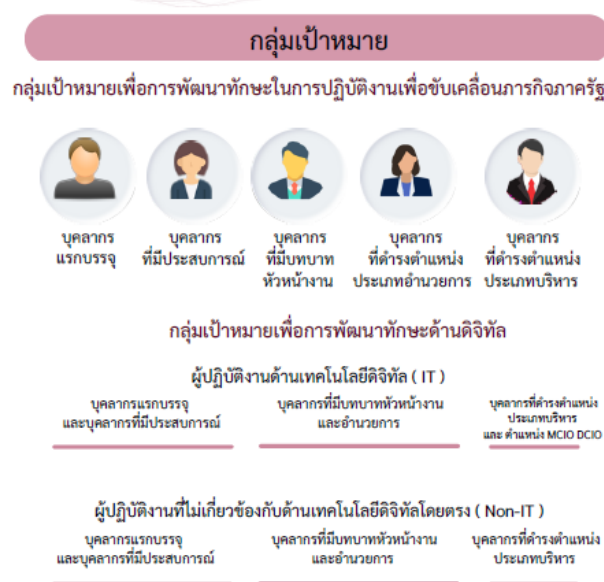 กลุ่มเป้าหมาย
กลุ่มเป้าหมายเพื่อการพัฒนาทักษะในการปฏิบัติงานเพื่อขับเคลื่อนภารกิจภาครัฐ
บุคลากร
แรกบรรจุ
บุคลากร
ที่มีประสบการณ์
บุคลากร
ที่มีบทบาท
หัวหน้างาน
บุคลากร
ที่ดำรงตำแหน่ง
ประเภทอำนวยการ
บุคลากร
ที่ดำรงตำแหน่ง
ประเภทบริหาร
กลุ่มเป้าหมายเพื่อการพัฒนาทักษะด้านดิจิทัล
ผู้ปฏิบัติงานด้านเทคโนโลยีดิจิทัล ( IT )
บุคลากรแรกบรรจุ
และบุคลากรที่มีประสบการณ์
บุคลากรที่มีบทบาทหัวหน้างาน
และอำนวยการ
บุคลากรที่ดำรงตำแหน่ง
ประเภทบริหาร
และ ตำแหน่ง MCIO DCIO
ผู้ปฏิบัติงานที่ไม่เกี่ยวข้องกับด้านเทคโนโลยีดิจิทัลโดยตรง ( Non-IT )
บุคลากรแรกบรรจุ
และบุคลากรที่มีประสบการณ์
บุคลากรที่มีบทบาทหัวหน้างาน
และอำนวยการ
บุคลากรที่ดำรงตำแหน่ง
ประเภทบริหาร